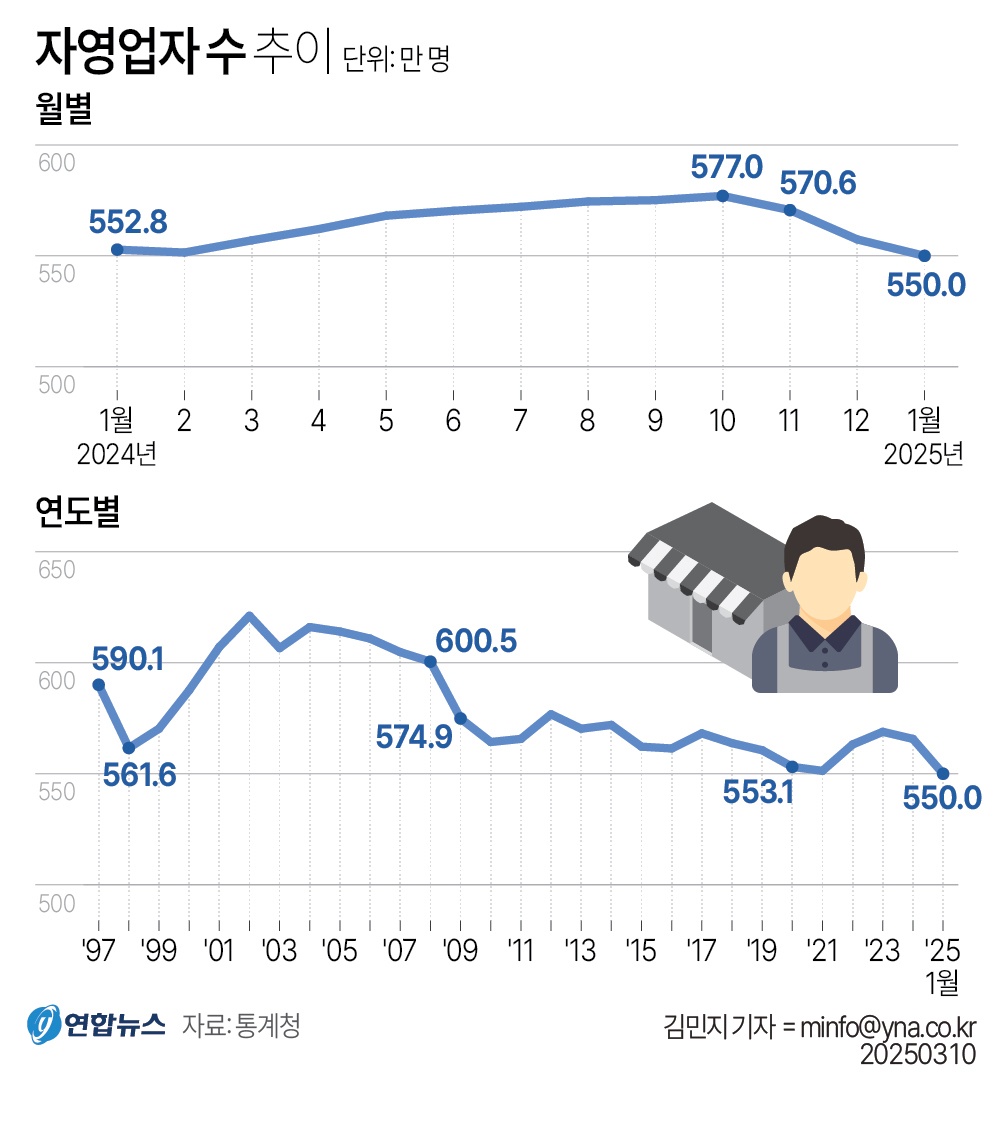 자영업자 수 추이 단위: 만 명
월별
600
577.0
570.6
552.8
550
550.0
500
1월 2 3 4 5 6 7 8 9 10 11 12 1월
2024년 2025년
연도별
650
590.1
600.5
600
574.9
561.6
553.1
550
550.0
500
'97 '99 '01 '03 '05 '07 '09 '11 '13 '15 '17 '19 '21 '23 '25
1월
연합뉴스 자료: 통계청
김민지 기자 = minfo@yna.co.kr
20250310